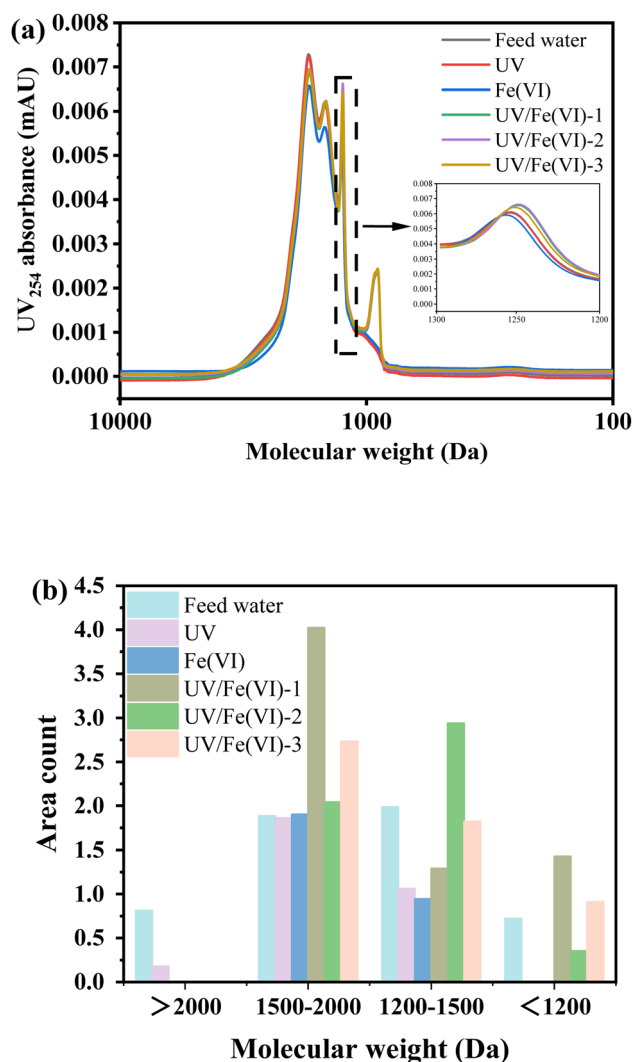 (a)
0.008
0.007
0.006
0.005
0.004
0.003
0.002
0.001
0.000
UV254 absorbance (mAU)
Feed water
UV
Fe(VI)
UV/Fe(VI)-1
UV/Fe(VI)-2
UV/Fe(VI)-3
0.008
0.007
0.006
0.005
0.004
0.003
0.002
0.001
0.000
1300 1250 1200
10000 1000 100
Molecular weight (Da)
(b)
4.5
4.0
3.5
3.0
2.5
2.0
1.5
1.0
0.5
0.0
Area count
Feed water
UV
Fe(VI)
UV/Fe(VI)-1
UV/Fe(VI)-2
UV/Fe(VI)-3
>2000 1500-2000 1200-1500 <1200
Molecular weight (Da)